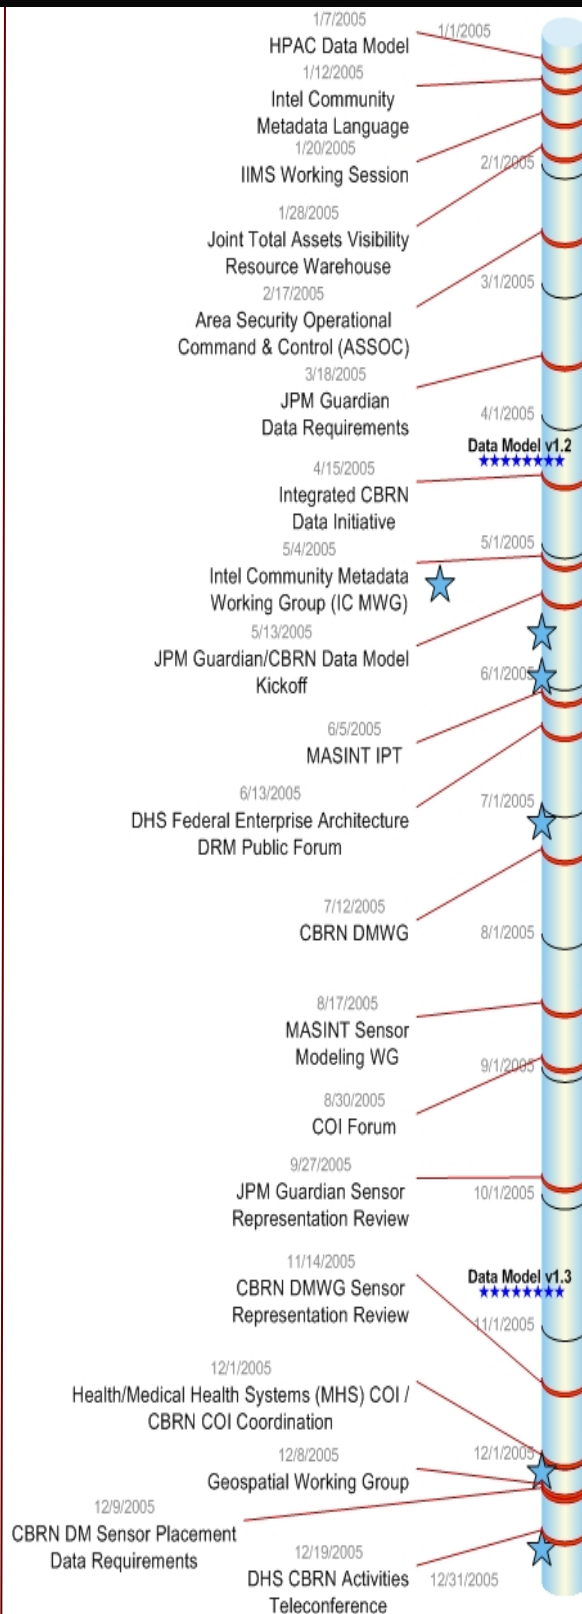 1/7/2005
1/1/2005
HPAC Data Model
1/12/2005
Intel Community
Metadata Language
1/20/2005
IIMS Working Session
2/1/2005
1/28/2005
Joint Total Assets Visibility
Resource Warehouse
3/1/2005
2/17/2005
Area Security Operational
Command & Control (ASSOC)
3/18/2005
JPM Guardian
Data Requirements
4/1/2005
Data Model v1.2
4/15/2005
Integrated CBRN
Data Initiative
5/1/2005
5/4/2005
Intel Community Metadata
Working Group (IC MWG)
5/13/2005
JPM Guardian/CBRN Data Model
Kickoff
6/1/2005
6/5/2005
MASINT IPT
6/13/2005
DHS Federal Enterprise Architecture
DRM Public Forum
7/1/2005
7/12/2005
CBRN DMWG
8/1/2005
8/17/2005
MASINT Sensor
Modeling WG
9/1/2005
8/30/2005
COI Forum
9/27/2005
JPM Guardian Sensor
Representation Review
10/1/2005
11/14/2005
CBRN DMWG Sensor
Representation Review
Data Model v1.3
11/1/2005
12/1/2005
Health/Medical Health Systems (MHS) COI /
CBRN COI Coordination
12/1/2005
12/8/2005
Geospatial Working Group
12/9/2005
CBRN DM Sensor Placement
Data Requirements
12/19/2005
DHS CBRN Activities
Teleconference
12/31/2005